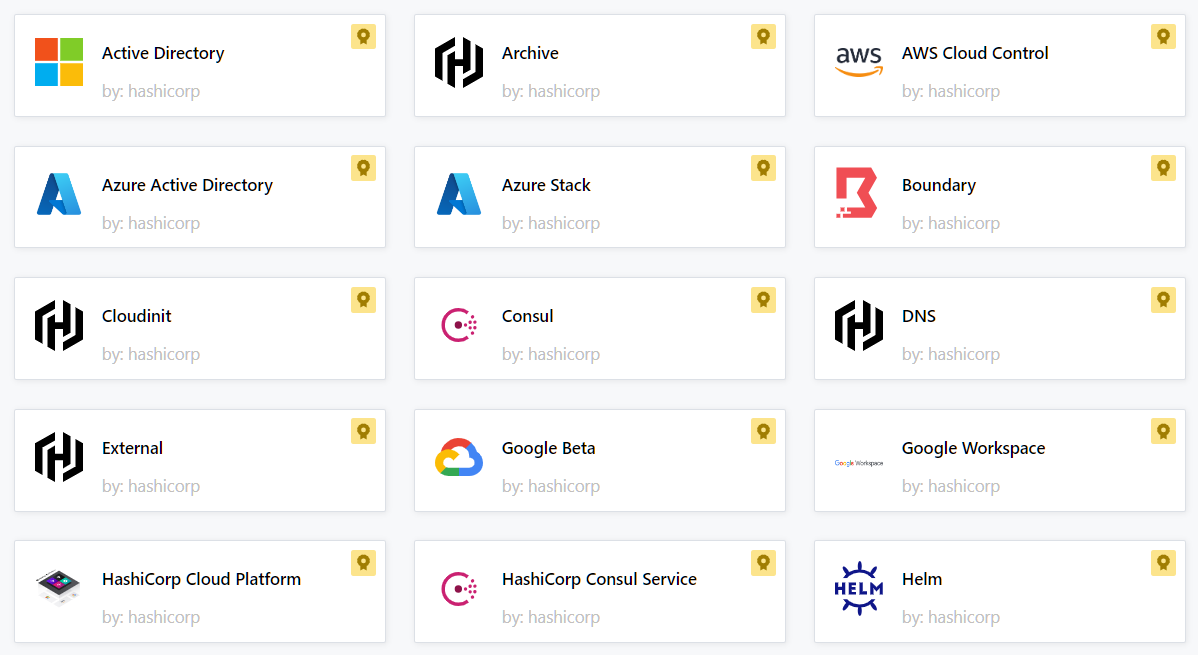 Active Directory
by: hashicorp
Archive
by: hashicorp
aws
AWS Cloud Control
by: hashicorp
Azure Active Directory
by: hashicorp
Azure Stack
by: hashicorp
Boundary
by: hashicorp
Cloudinit
by: hashicorp
Consul
by: hashicorp
DNS
by: hashicorp
External
by: hashicorp
Google Beta
by: hashicorp
Google Workspace
Google Workspace
by: hashicorp
HashiCorp Cloud Platform
by: hashicorp
HashiCorp Consul Service
by: hashicorp
HELM
Helm
by: hashicorp